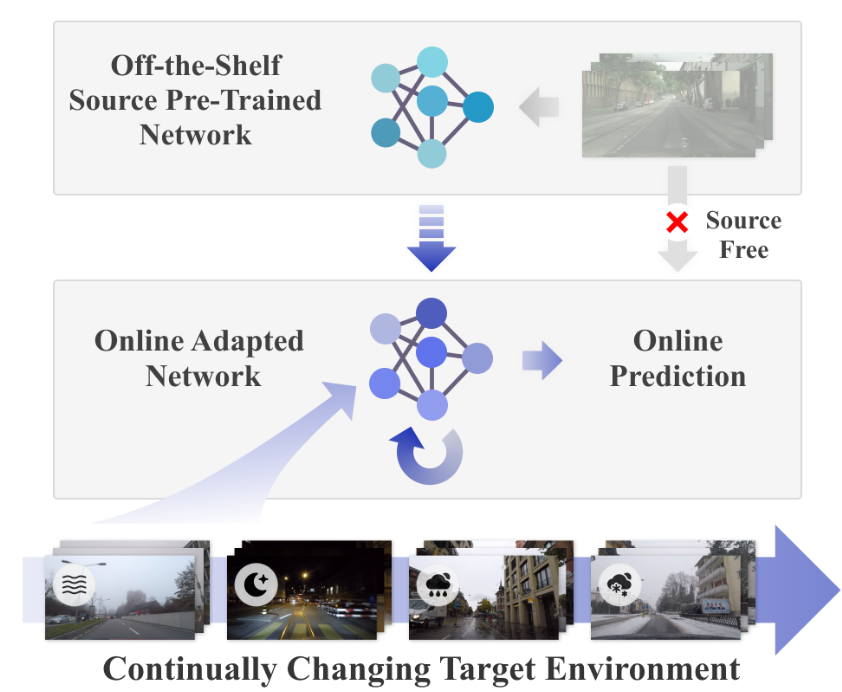 Off-the-Shelf
Source Pre-Trained
Network
Source
Free
Online Adapted
Network
Online
Prediction
Continually Changing Target Environment